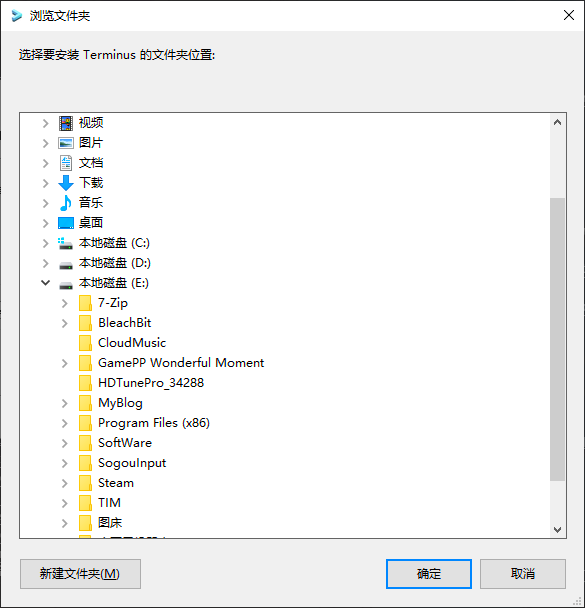 浏览文件夹
选择要安装 Terminus 的文件夹位置:
视频
图片
文档
下载
音乐
桌面
本地磁盘 (C:)
本地磁盘 (D:)
本地磁盘 (E:)
7-Zip
BleachBit
CloudMusic
GamePP Wonderful Moment
HDTunePro_34288
MyBlog
Program Files (x86)
SoftWare
SogouInput
Steam
TIM
图床
新建文件夹(M)
确定
取消